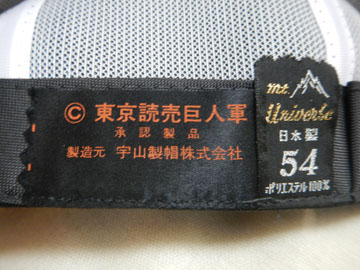 © 東京読売巨人軍
承認製品
製造元 宇山製帽株式会社
mt.
Universe
日本製
54
ポリエステル100%